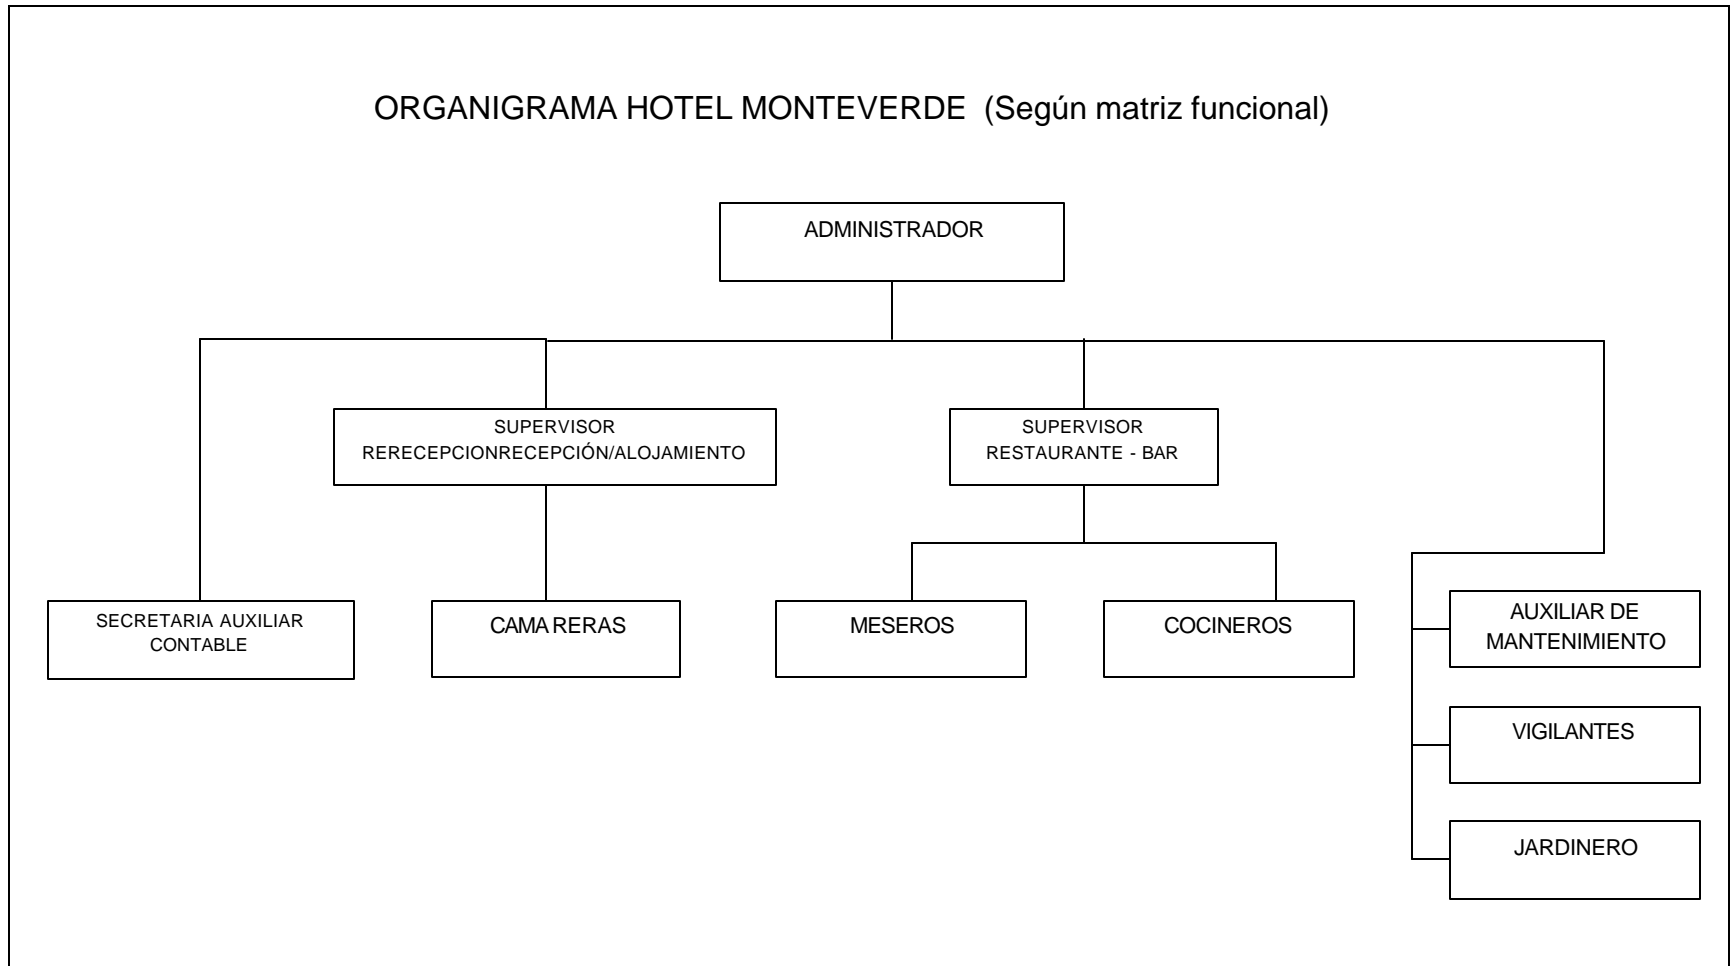 ORGANIGRAMA HOTEL MONTEVERDE (Según matriz funcional)
ADMINISTRADOR
SUPERVISOR
RERECEPCIONRECEPCIÓN/ALOJAMIENTO
SUPERVISOR
RESTAURANTE - BAR
SECRETARIA AUXILIAR
CONTABLE
CAMA RERAS
MESEROS
COCINEROS
AUXILIAR DE
MANTENIMIENTO
VIGILANTES
JARDINERO